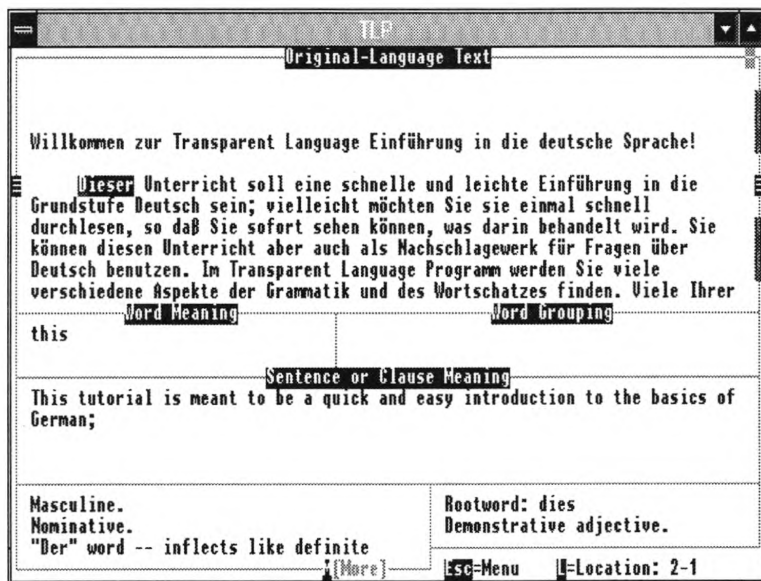 TLP
Original-Language Text
Willkommen zur Transparent Language Einführung in die deutsche Sprache!
Dieser Unterricht soll eine schnelle und leichte Einführung in die
Grundstufe Deutsch sein; vielleicht möchten Sie sie einmal schnell
durchlesen, so daß Sie sofort sehen können, was darin behandelt wird. Sie
können diesen Unterricht aber auch als Nachschlagewerk für Fragen über
Deutsch benutzen. Im Transparent Language Programm werden Sie viele
verschiedene Aspekte der Grammatik und des Wortschatzes finden. Viele Ihrer
Word Meaning
Word Grouping
this
Sentence or Clause Meaning
This tutorial is meant to be a quick and easy introduction to the basics of
German;
Masculine.
Nominative.
"Der" word -- inflects like definite
M[More]
Rootword: dies
Demonstrative adjective.
Esc=Menu L=Location: 2-1